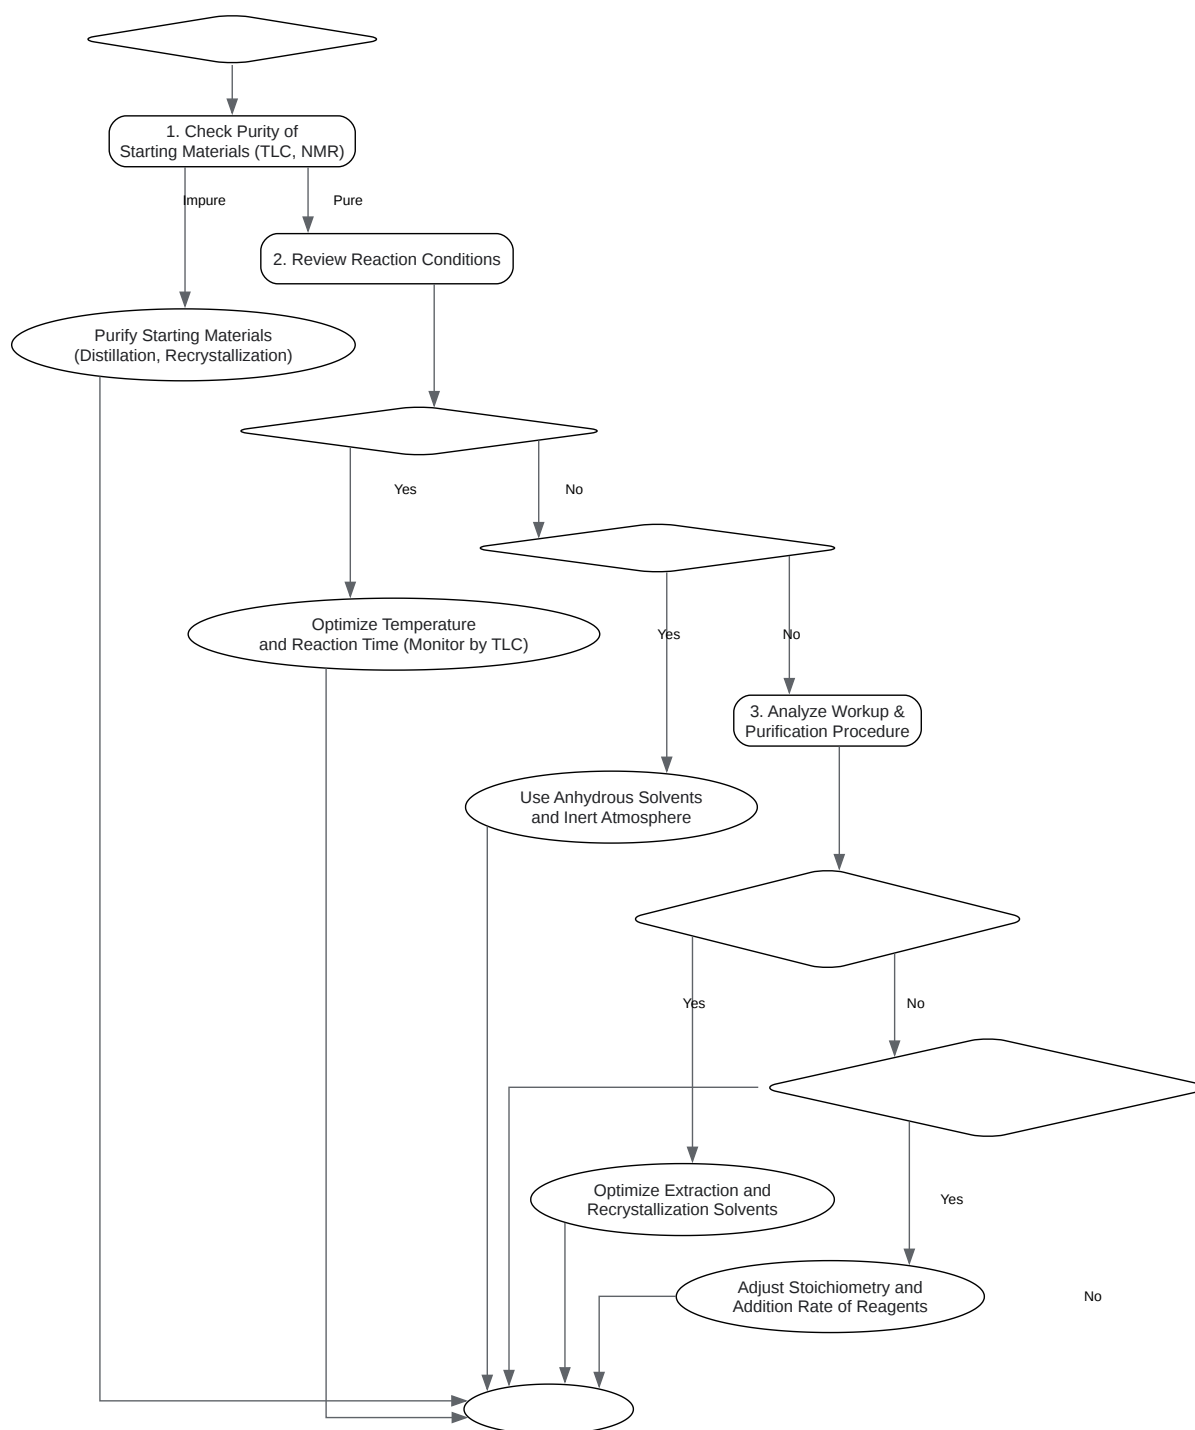 1. Check Purity of
Starting Materials (TLC, NMR)
Impure
Pure
2. Review Reaction Conditions
Purify Starting Materials
(Distillation, Recrystallization)
Yes
No
Optimize Temperature
and Reaction Time (Monitor by TLC)
Yes
No
3. Analyze Workup &
Purification Procedure
Use Anhydrous Solvents
and Inert Atmosphere
Yes
No
Optimize Extraction and
Recrystallization Solvents
Yes
Adjust Stoichiometry and
Addition Rate of Reagents
No